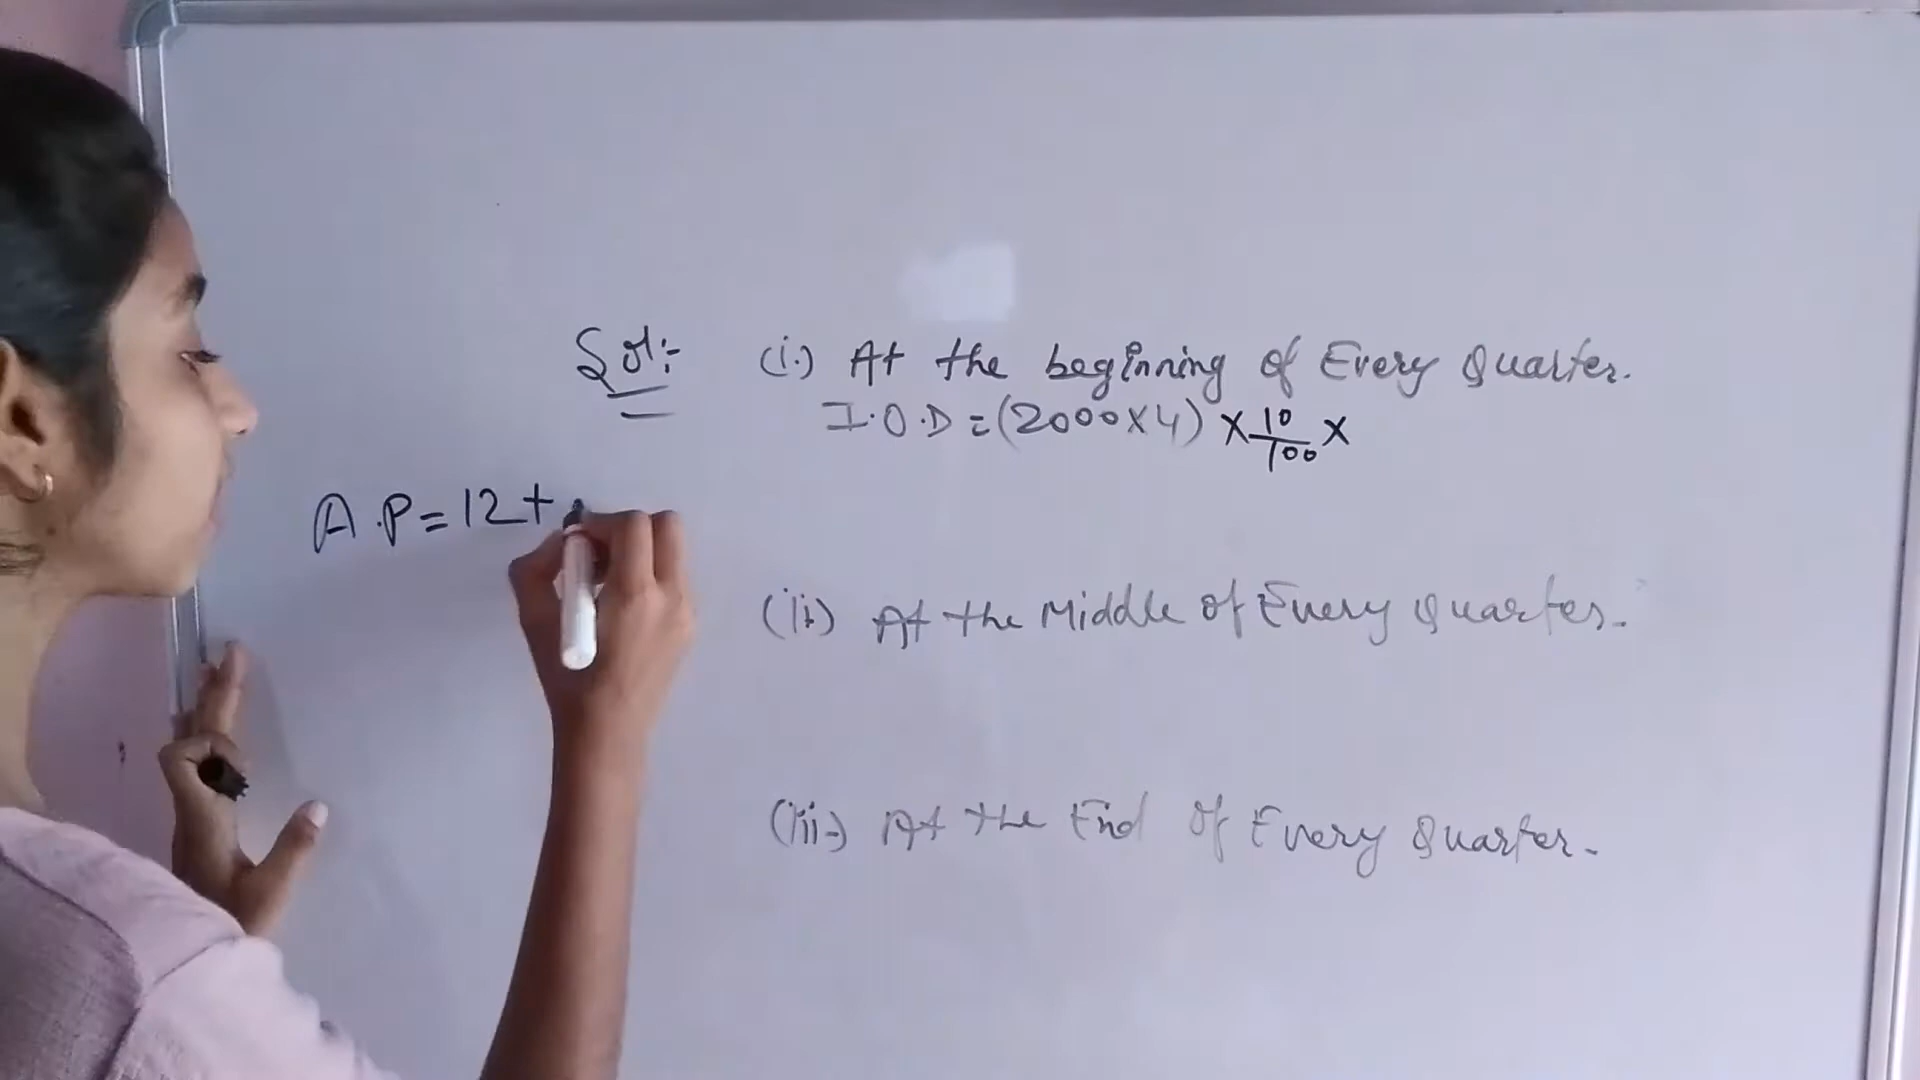 Sol:-
(i.) At the beginning of Every Quarter.
I.O.D = (2000×4) × 10/100 ×
A.P = 12 +
(ii) At the Middle of Every Quarter.
(iii-) At the End of Every Quarter.